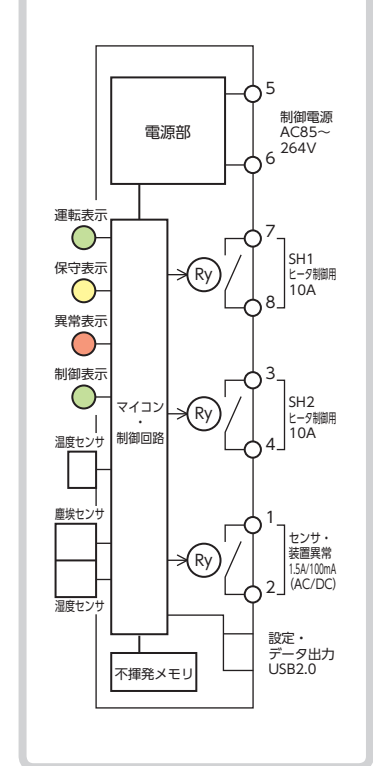 電源部
5
制御電源
AC85～
264V
6
運転表示
7
SH1
ヒータ制御用
10A
Ry
8
保守表示
異常表示
制御表示
3
SH2
ヒータ制御用
10A
Ry
4
マイコン
・
制御回路
温度センサ
塵埃センサ
湿度センサ
1
センサ・
装置異常
1.5A/100mA
(AC/DC)
Ry
2
設定・
データ出力
USB2.0
不揮発メモリ